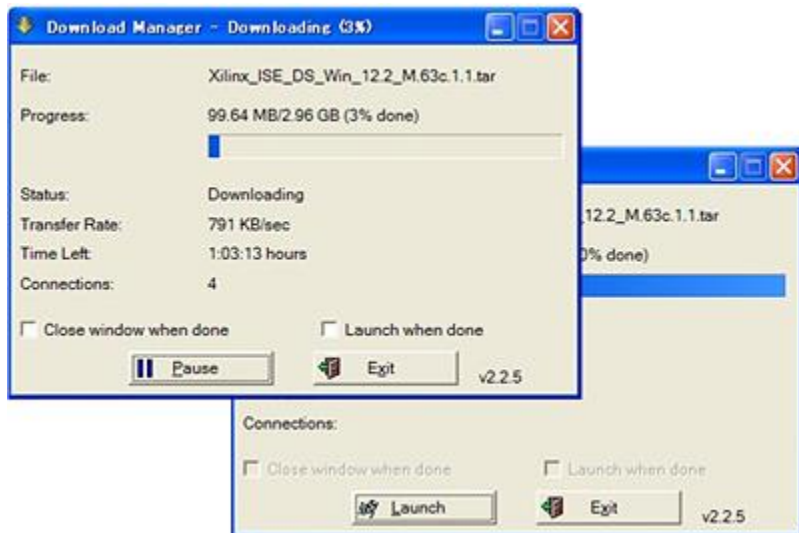 Download Manager - Downloading (3%)
File: Xilinx_ISE_DS_Win_12.2_M.63c.1.1.tar
Progress: 99.64 MB/2.96 GB (3% done)
Status: Downloading
Transfer Rate: 791 KB/sec
Time Left: 1:03:13 hours
Connections: 4
Close window when done Launch when done
Pause Exit v2.2.5
_12.2_M.63c.1.1.tar
0% done)
Connections:
Close window when done Launch when done
Launch Exit v2.2.5